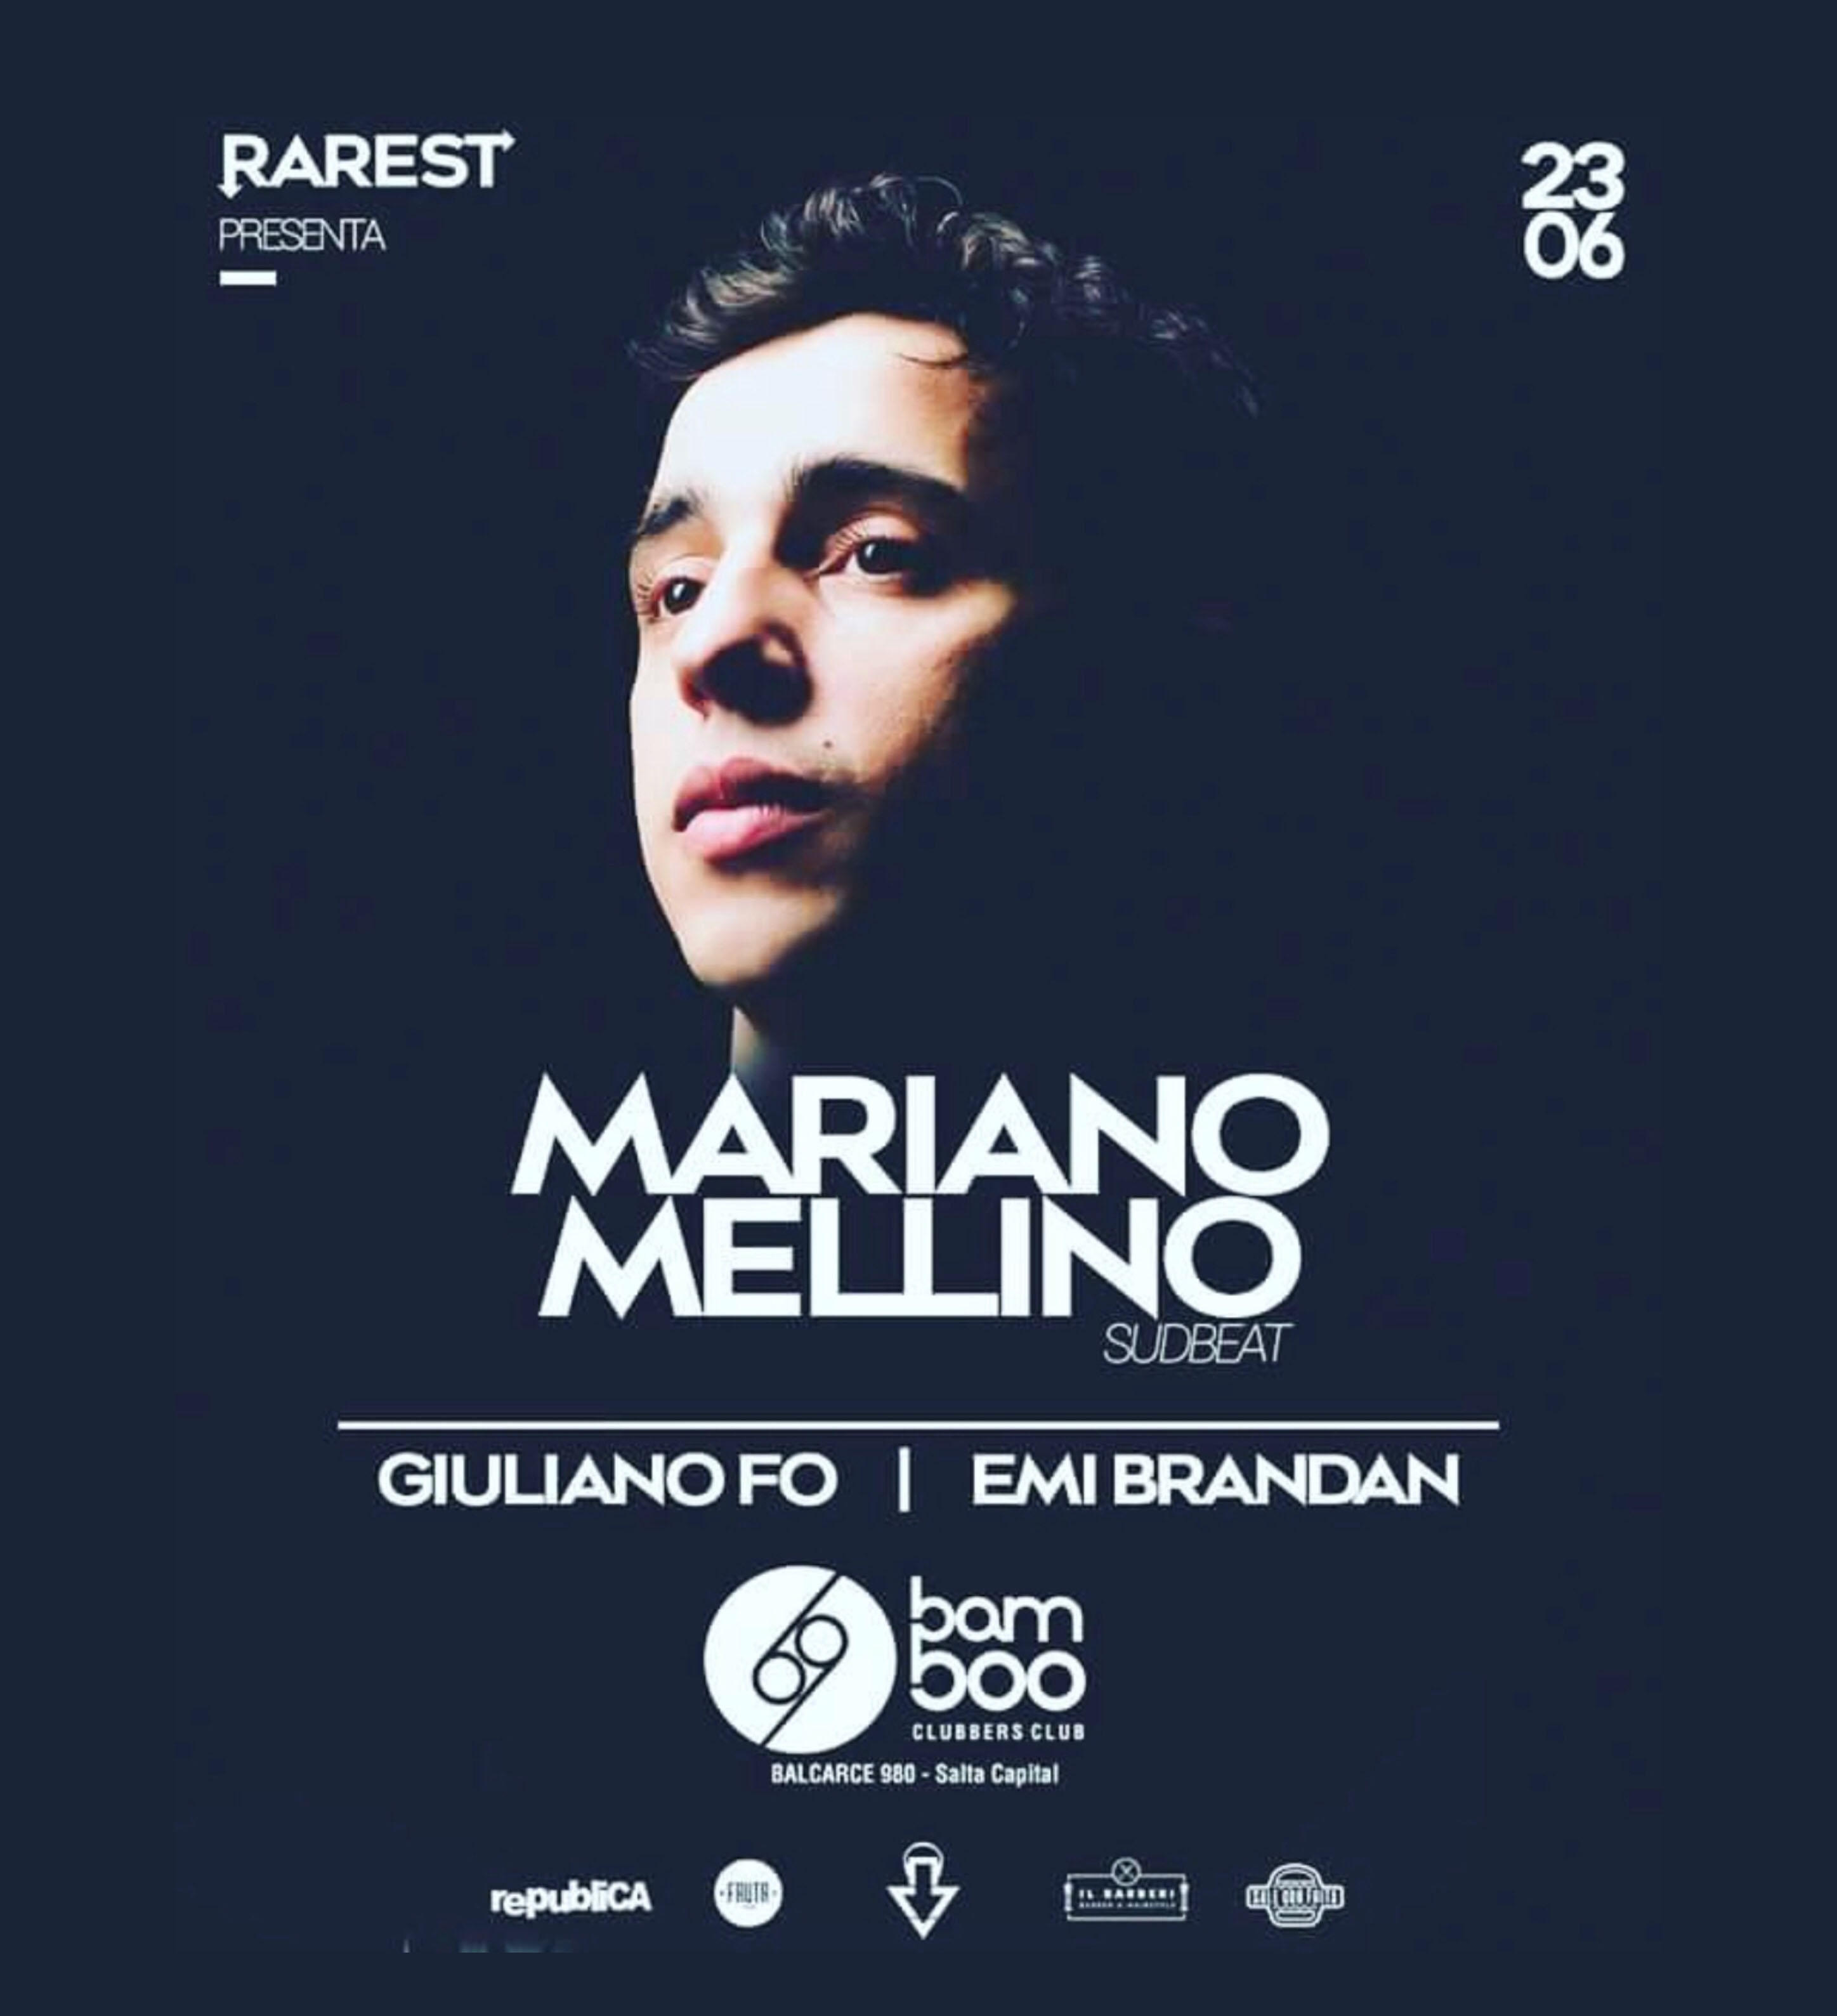 RAREST
PRESENTA
23
06
MARIANO
MELLINO
SUDBEAT
GIULIANO FO | EMI BRANDAN
bam
boo
CLUBBERS CLUB
BALCARCE 980 - Salta Capital
republiCA
FRUTA
IL BARBERI